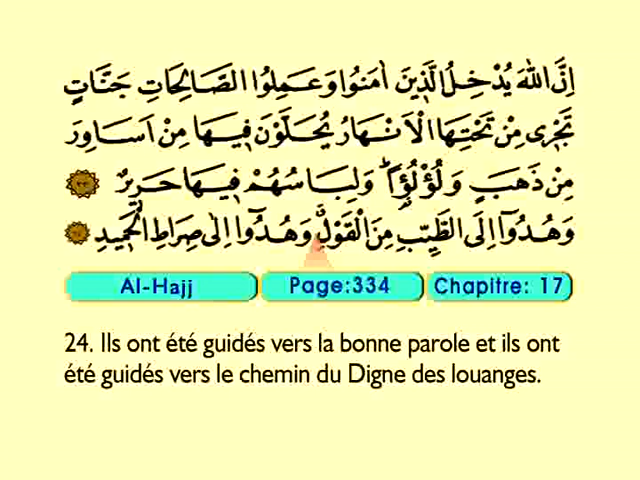 اِنَّ اللّٰهَ يُدْخِلُ الَّذ۪ينَ اٰمَنُوا وَعَمِلُوا الصَّالِحَاتِ جَنَّاتٍ
تَجْر۪ى مِنْ تَحْتِهَا الْاَنْهَارُ يُحَلَّوْنَ ف۪يهَا مِنْ اَسَاوِرَ
مِنْ ذَهَبٍ وَلُؤْلُؤًاۜ وَلِبَاسُهُمْ ف۪يهَا حَر۪يرٌ ﴿٢٣﴾
وَهُدُٓوا اِلَى الطَّيِّبِ مِنَ الْقَوْلِۚ وَهُدُٓوا اِلٰى صِرَاطِ الْحَم۪يدِ ﴿٢٤﴾
Al-Hajj Page:334 Chapitre: 17
24. Ils ont été guidés vers la bonne parole et ils ont
été guidés vers le chemin du Digne des louanges.